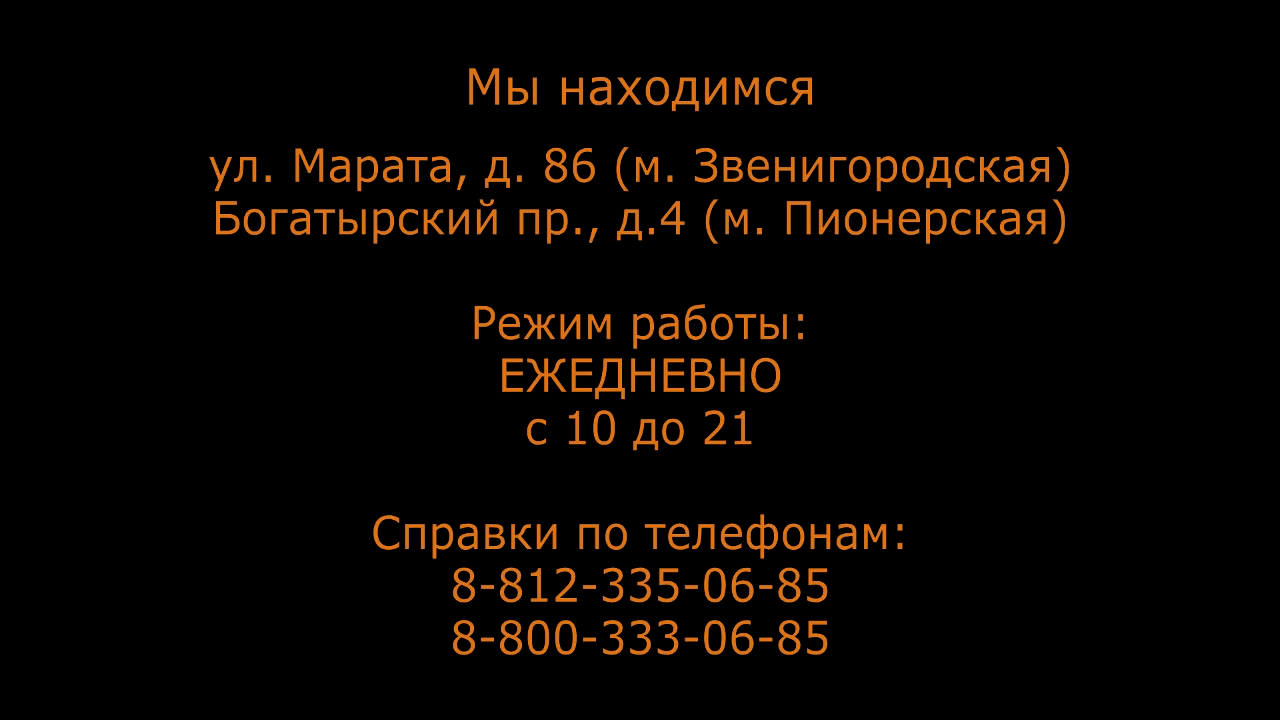 Мы находимся
ул. Марата, д. 86 (м. Звенигородская)
Богатырский пр., д.4 (м. Пионерская)
Режим работы:
ЕЖЕДНЕВНО
с 10 до 21
Справки по телефонам:
8-812-335-06-85
8-800-333-06-85